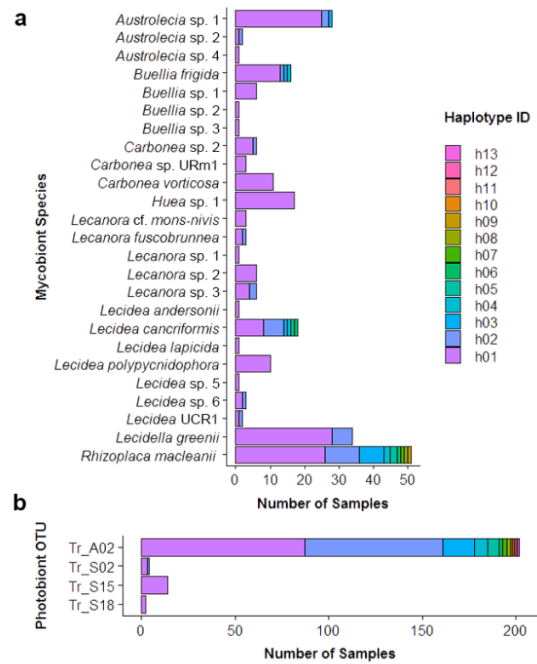 a
Mycobiont Species
Austrolecia sp. 1
Austrolecia sp. 2
Austrolecia sp. 4
Buellia frigida
Buellia sp. 1
Buellia sp. 2
Buellia sp. 3
Carbonea sp. 2
Carbonea sp. URm1
Carbonea vorticosa
Huea sp. 1
Lecanora cf. mons-nivis
Lecanora fuscobrunnea
Lecanora sp. 1
Lecanora sp. 2
Lecanora sp. 3
Lecidea andersonii
Lecidea cancriformis
Lecidea lapicida
Lecidea polypycnidophora
Lecidea sp. 5
Lecidea sp. 6
Lecidea UCR1
Lecidella greenii
Rhizoplaca macleanii
0 10 20 30 40 50
Number of Samples
Haplotype ID
h13
h12
h11
h10
h09
h08
h07
h06
h05
h04
h03
h02
h01
b
Photobiont OTU
Tr_A02
Tr_S02
Tr_S15
Tr_S18
0 50 100 150 200
Number of Samples